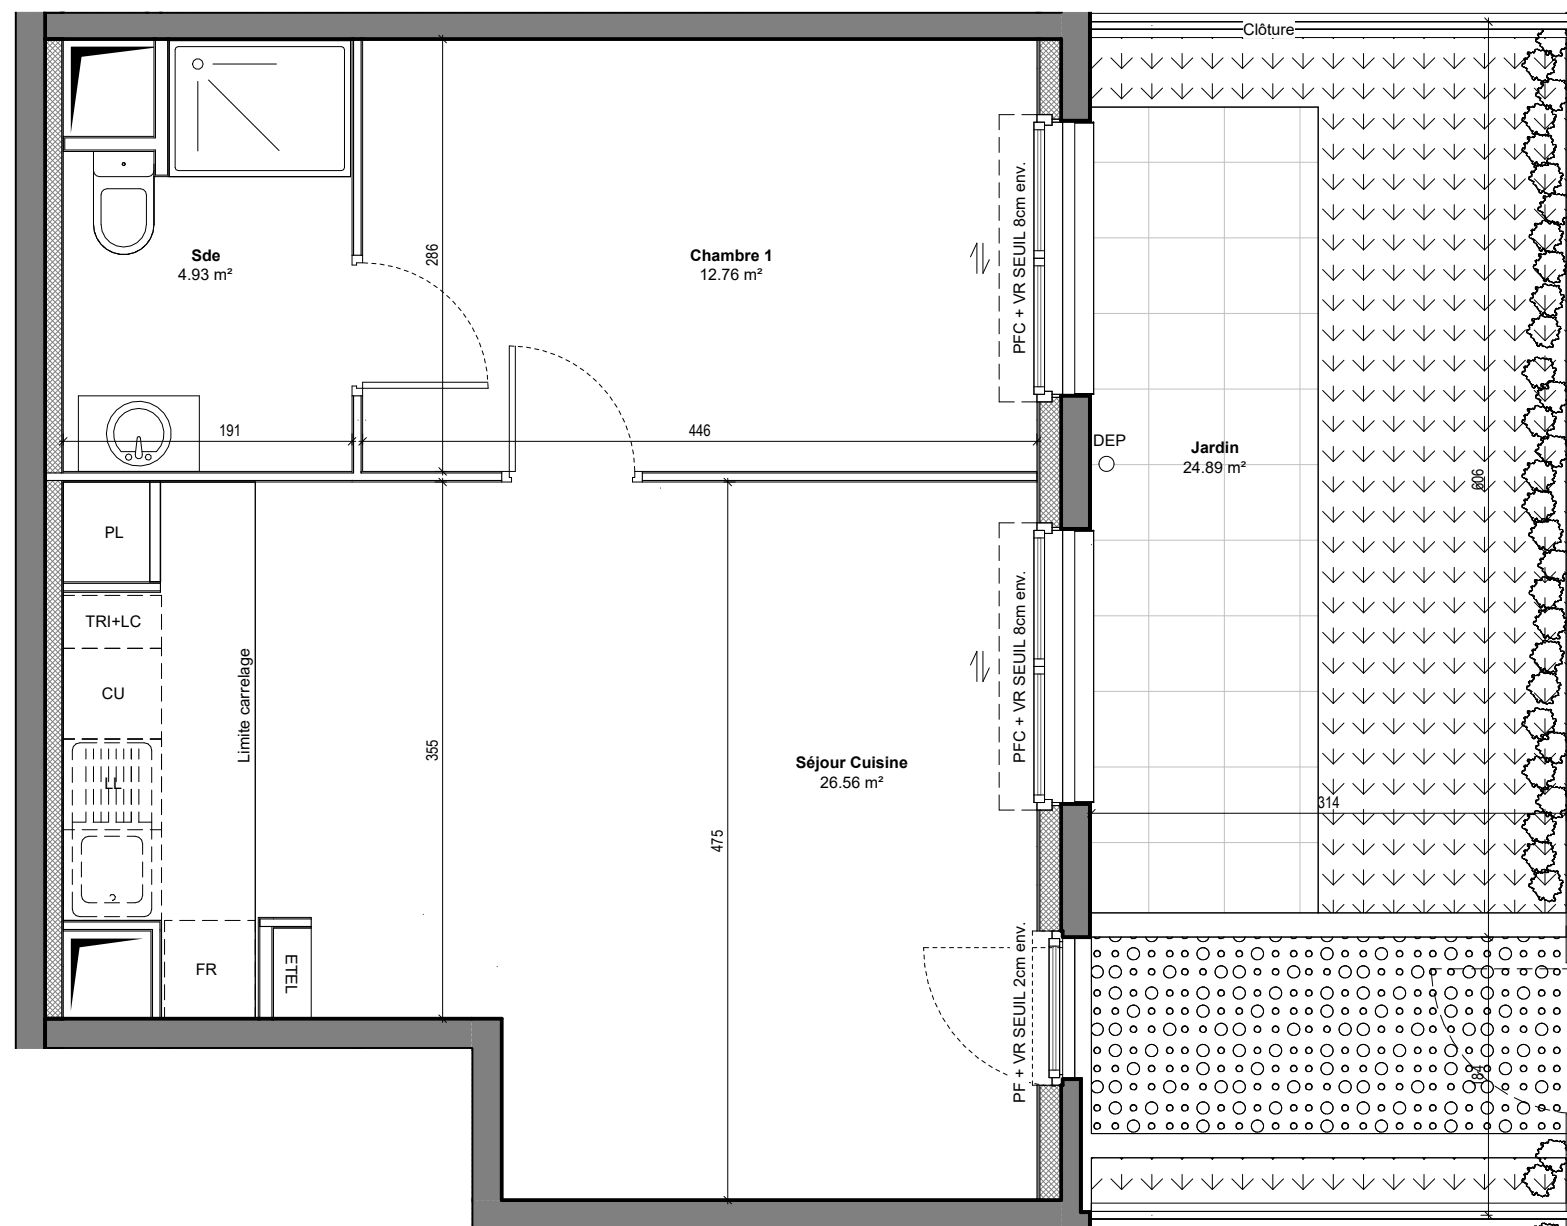 Clôture
Sde
4.93 m²
286
Chambre 1
12.76 m²
PFC + VR SEUIL 8cm env.
191
446
DEP
Jardin
24.89 m²
606
PL
TRI+LC
CU
LL
Limite carrelage
355
475
Séjour Cuisine
26.56 m²
PFC + VR SEUIL 8cm env.
314
FR
ETEL
PF + VR SEUIL 2cm env.
184